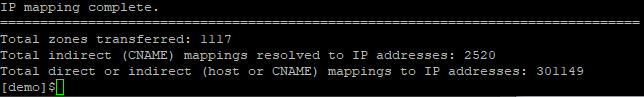 IP mapping complete.
================================================================================
Total zones transferred: 1117
Total indirect (CNAME) mappings resolved to IP addresses: 2520
Total direct or indirect (host or CNAME) mappings to IP addresses: 301149
[demo]$